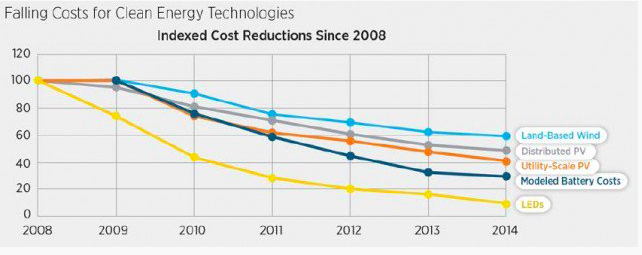 Falling Costs for Clean Energy Technologies
Indexed Cost Reductions Since 2008
120
100
80
60
40
20
0
Land-Based Wind
Distributed PV
Utility-Scale PV
Modeled Battery Costs
LEDs
2008 2009 2010 2011 2012 2013 2014